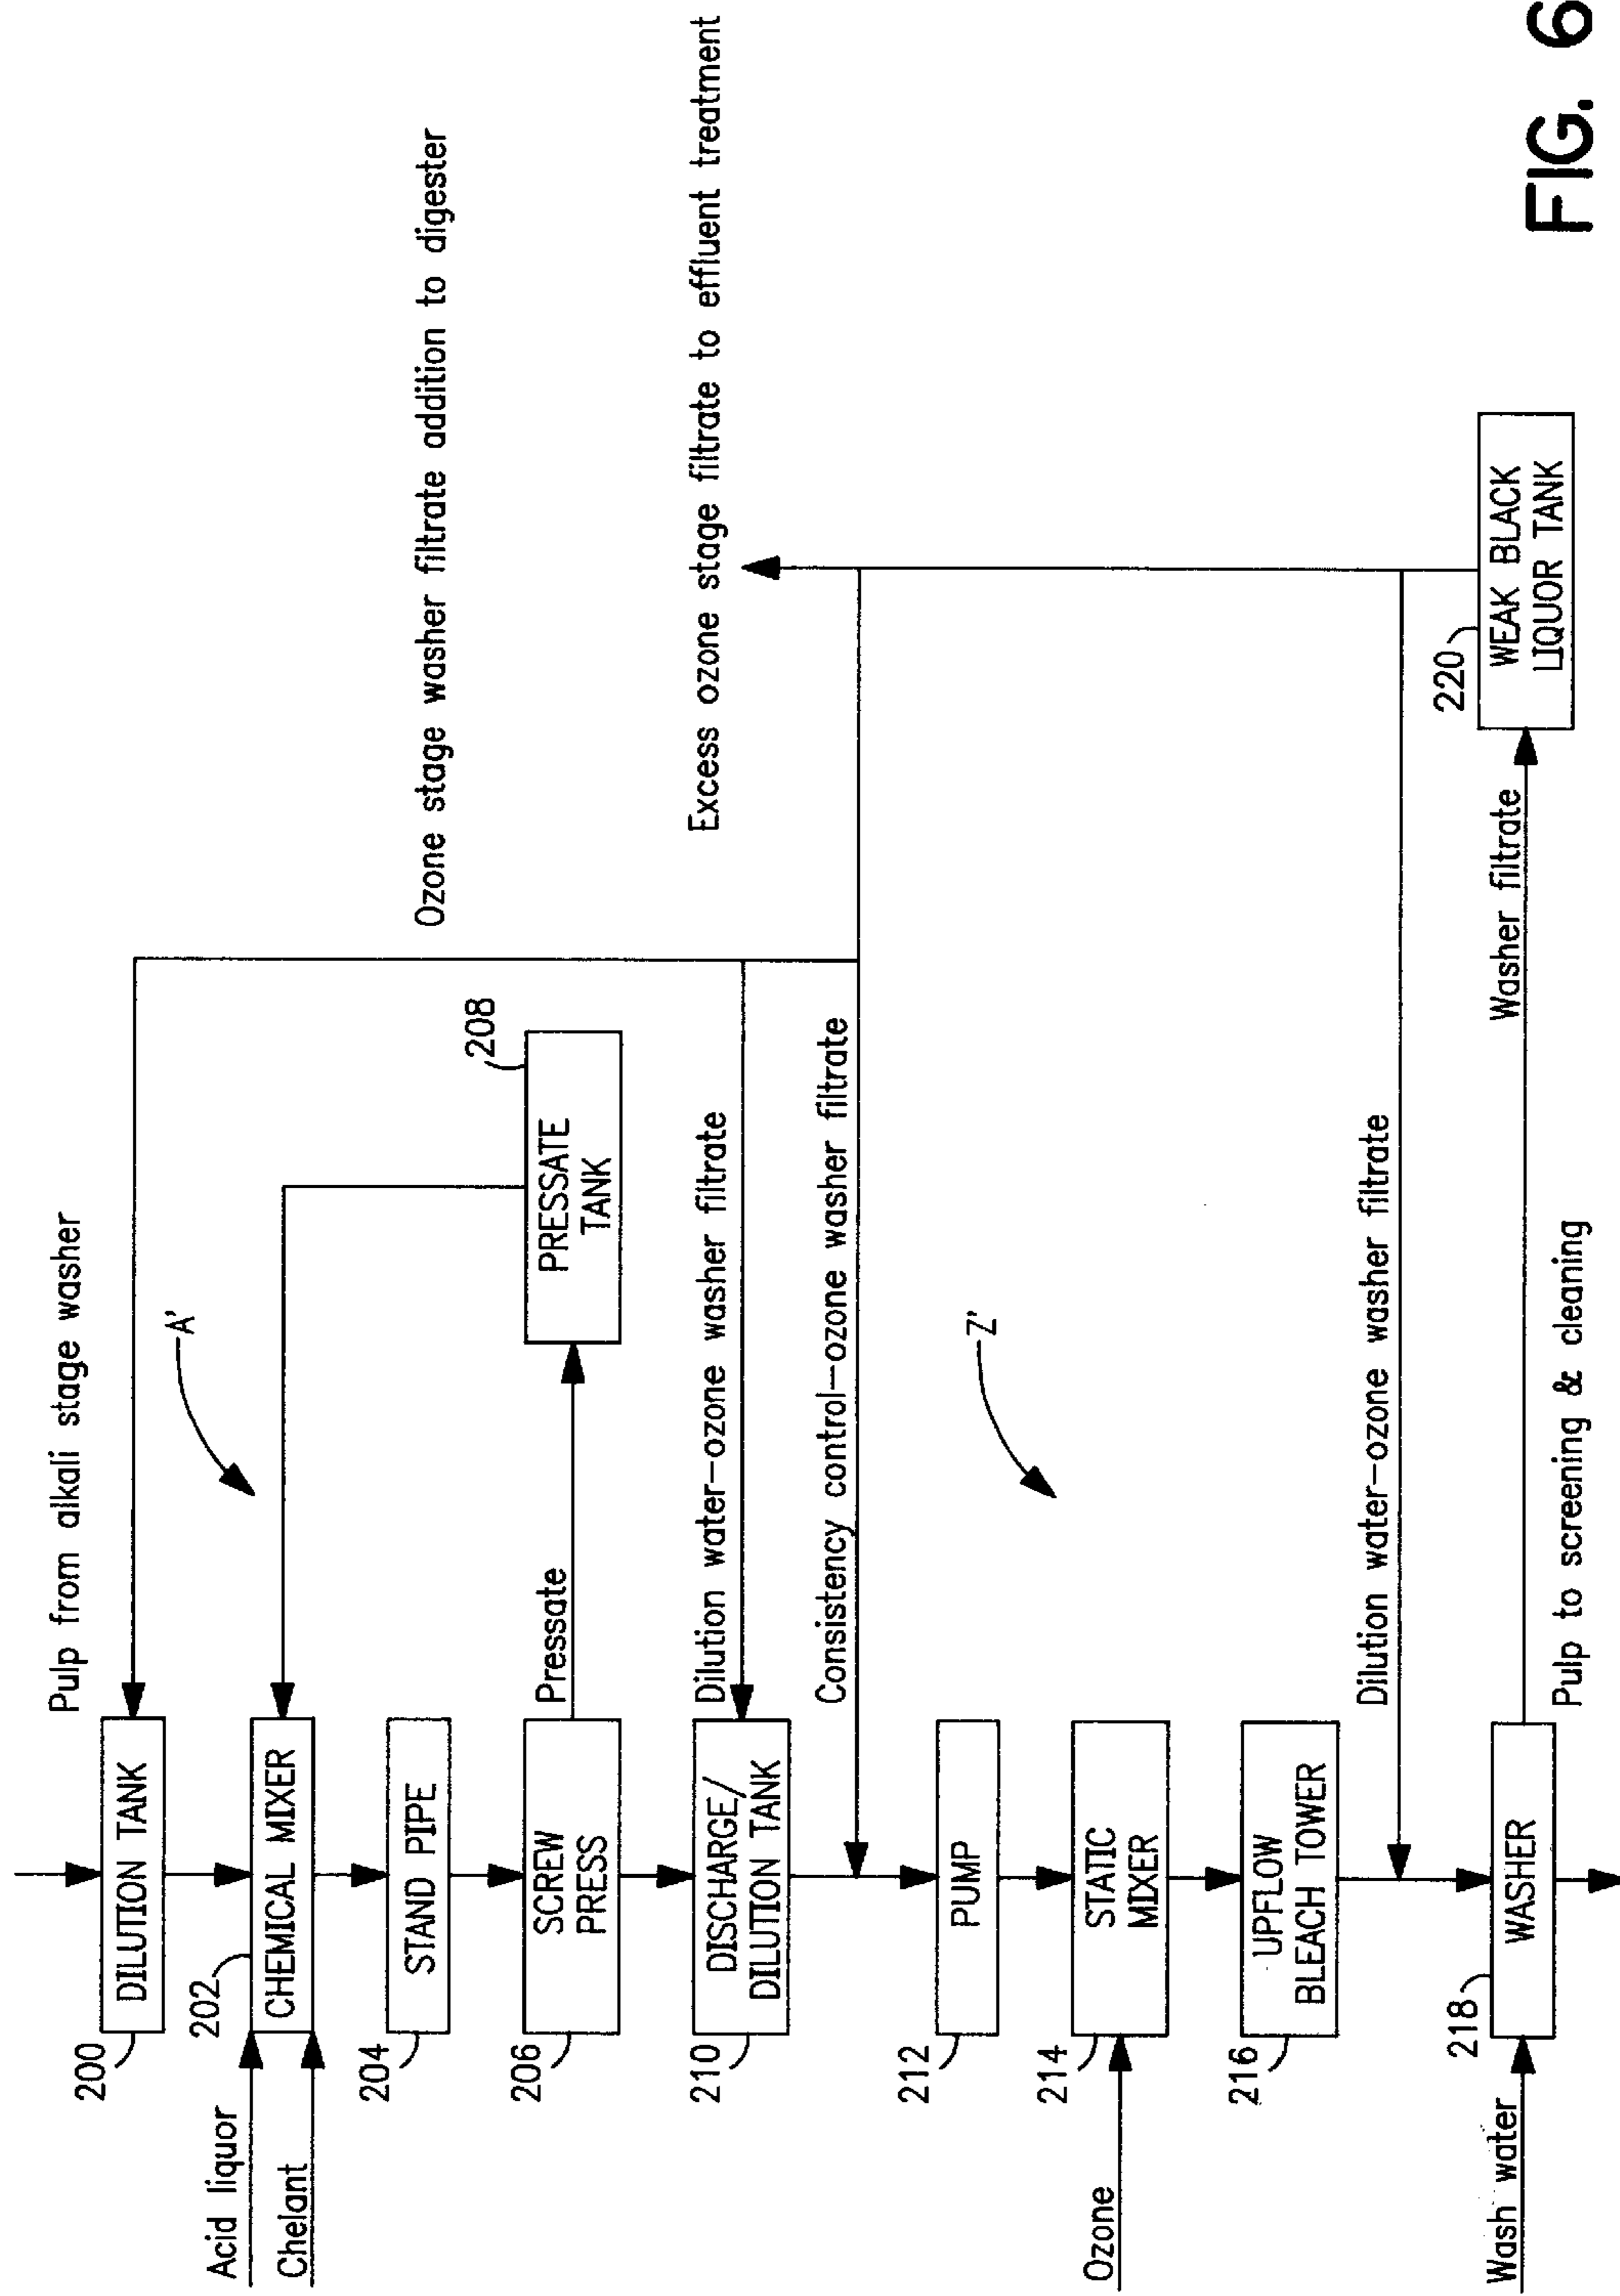 Pulp from alkali stage washer
200
DILUTION TANK
Acid liquor
Chelant
202
CHEMICAL MIXER
A'
204
STAND PIPE
206
SCREW
PRESS
Pressate
208
PRESSATE
TANK
Ozone stage washer filtrate addition to digester
210
DISCHARGE/
DILUTION TANK
Dilution water-ozone washer filtrate
Excess ozone stage filtrate to effluent treatment
Consistency control-ozone washer filtrate
212
PUMP
Z'
Ozone
214
STATIC
MIXER
216
UPFLOW
BLEACH TOWER
Dilution water-ozone washer filtrate
Wash water
218
WASHER
Washer filtrate
220
WEAK BLACK
LIQUOR TANK
Pulp to screening & cleaning
FIG. 6